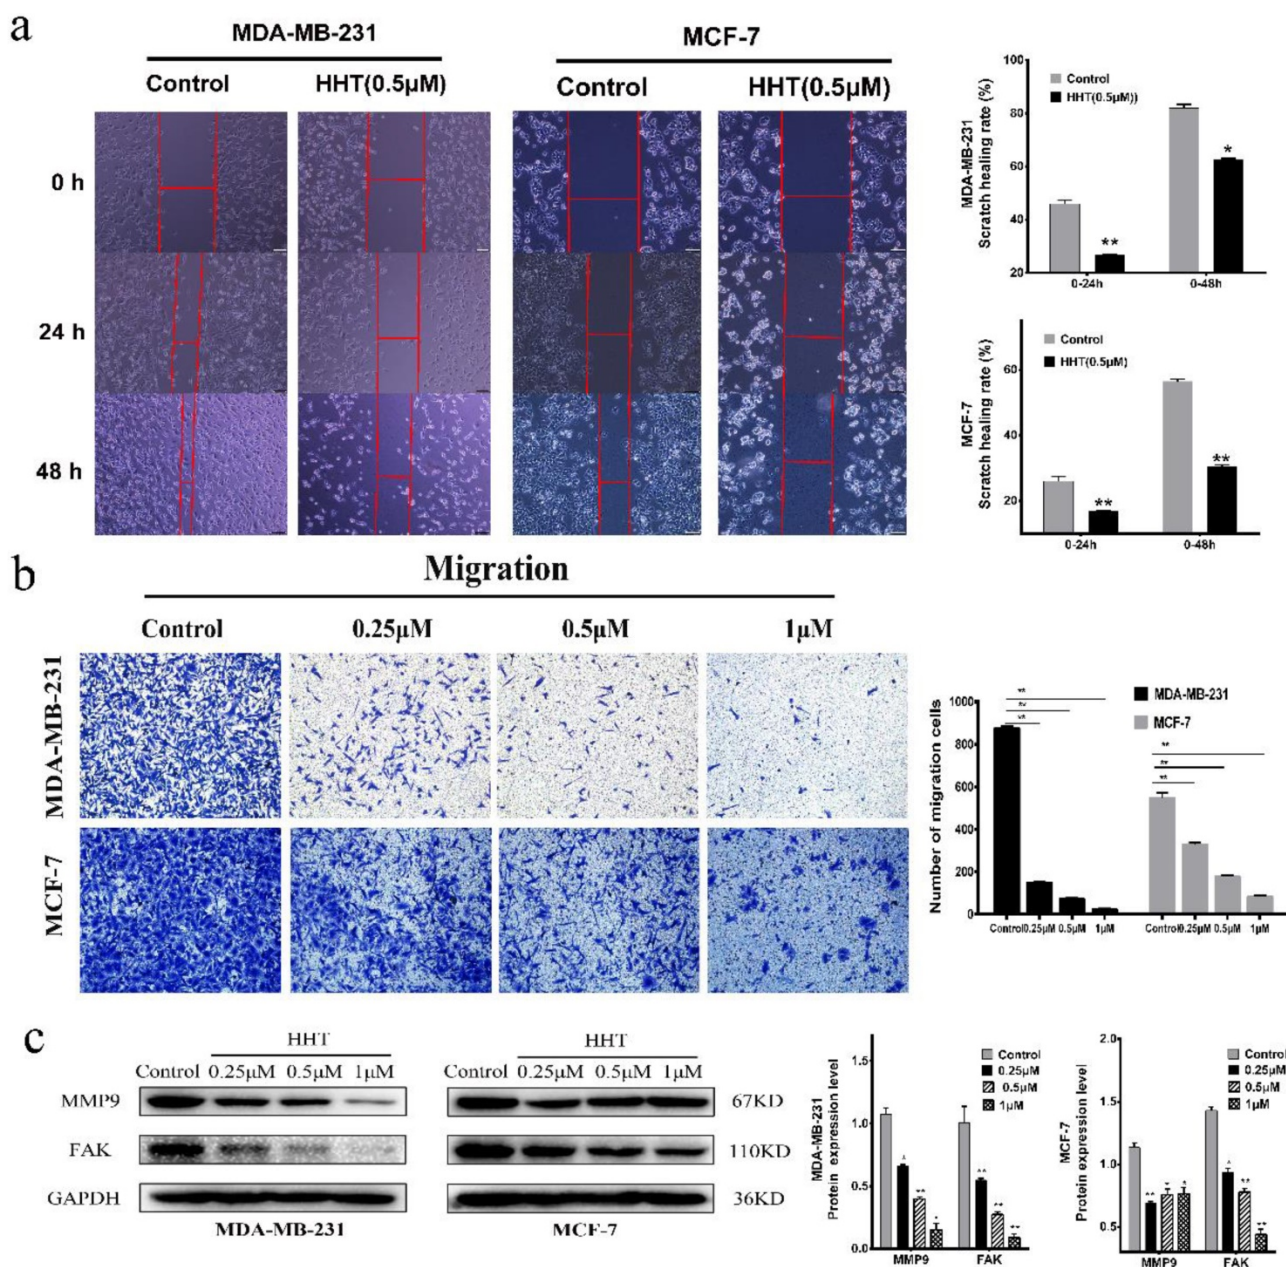 a
MDA-MB-231
MCF-7
Control
HHT(0.5μM)
Control
HHT(0.5μM)
0 h
24 h
48 h
MDA-MB-231
Scratch healing rate (%)
100
80
60
40
20
Control
HHT(0.5μM))
**
*
0-24h
0-48h
MCF-7
Scratch healing rate (%)
60
40
20
Control
HHT(0.5μM)
**
**
0-24h
0-48h
b
Migration
Control
0.25μM
0.5μM
1μM
MDA-MB-231
MCF-7
Number of migration cells
1000
800
600
400
200
0
MDA-MB-231
MCF-7
**
**
**
**
**
**
Control 0.25μM 0.5μM 1μM
Control 0.25μM 0.5μM 1μM
c
HHT
HHT
Control 0.25μM 0.5μM 1μM
Control 0.25μM 0.5μM 1μM
MMP9
67KD
FAK
110KD
GAPDH
36KD
MDA-MB-231
MCF-7
MDA-MB-231
Protein expression level
1.5
1.0
0.5
0.0
Control
0.25μM
0.5μM
1μM
**
**
**
**
MMP9
FAK
MCF-7
Protein expression level
2.0
1.5
1.0
0.5
Control
0.25μM
0.5μM
1μM
**
**
**
MMP9
FAK